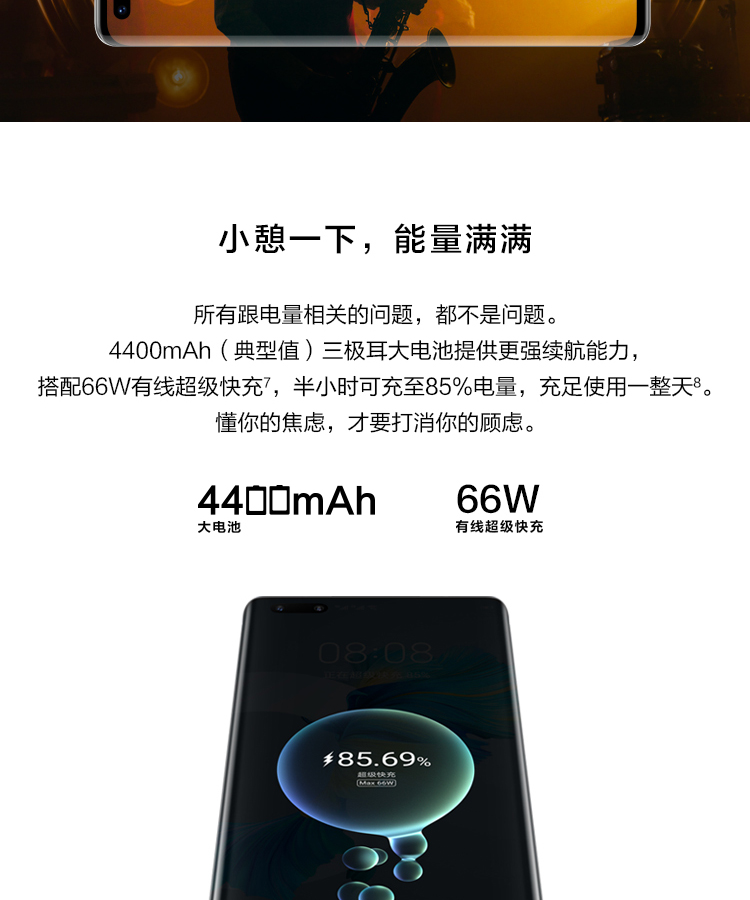 小憩一下，能量满满
所有跟电量相关的问题，都不是问题。
4400mAh（典型值）三极耳大电池提供更强续航能力，
搭配66W有线超级快充⁷，半小时可充至85%电量，充足使用一整天⁸。
懂你的焦虑，才要打消你的顾虑。
4400mAh 66W
大电池 有线超级快充
08:08
85.69%
超级快充
Max 66W